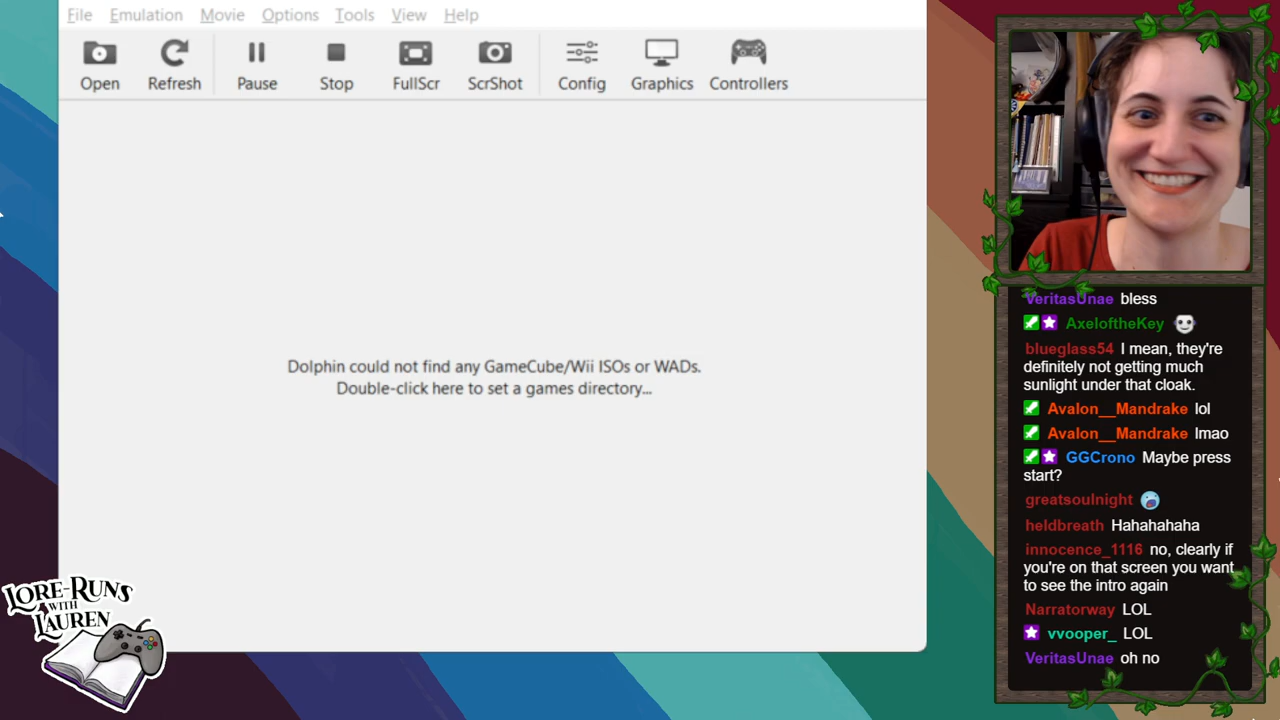 File Emulation Movie Options Tools View Help
Open Refresh Pause Stop FullScr ScrShot Config Graphics Controllers
Dolphin could not find any GameCube/Wii ISOs or WADs.
Double-click here to set a games directory...
LORE-RUNS
WITH
LAUREN
VeritasUnae bless
AxeloftheKey
blueglass54 I mean, they're
definitely not getting much
sunlight under that cloak.
Avalon__Mandrake lol
Avalon__Mandrake lmao
GGCrono Maybe press
start?
greatsoulnight
heldbreath Hahahahaha
innocence_1116 no, clearly if
you're on that screen you want
to see the intro again
Narratorway LOL
vvooper_ LOL
VeritasUnae oh no